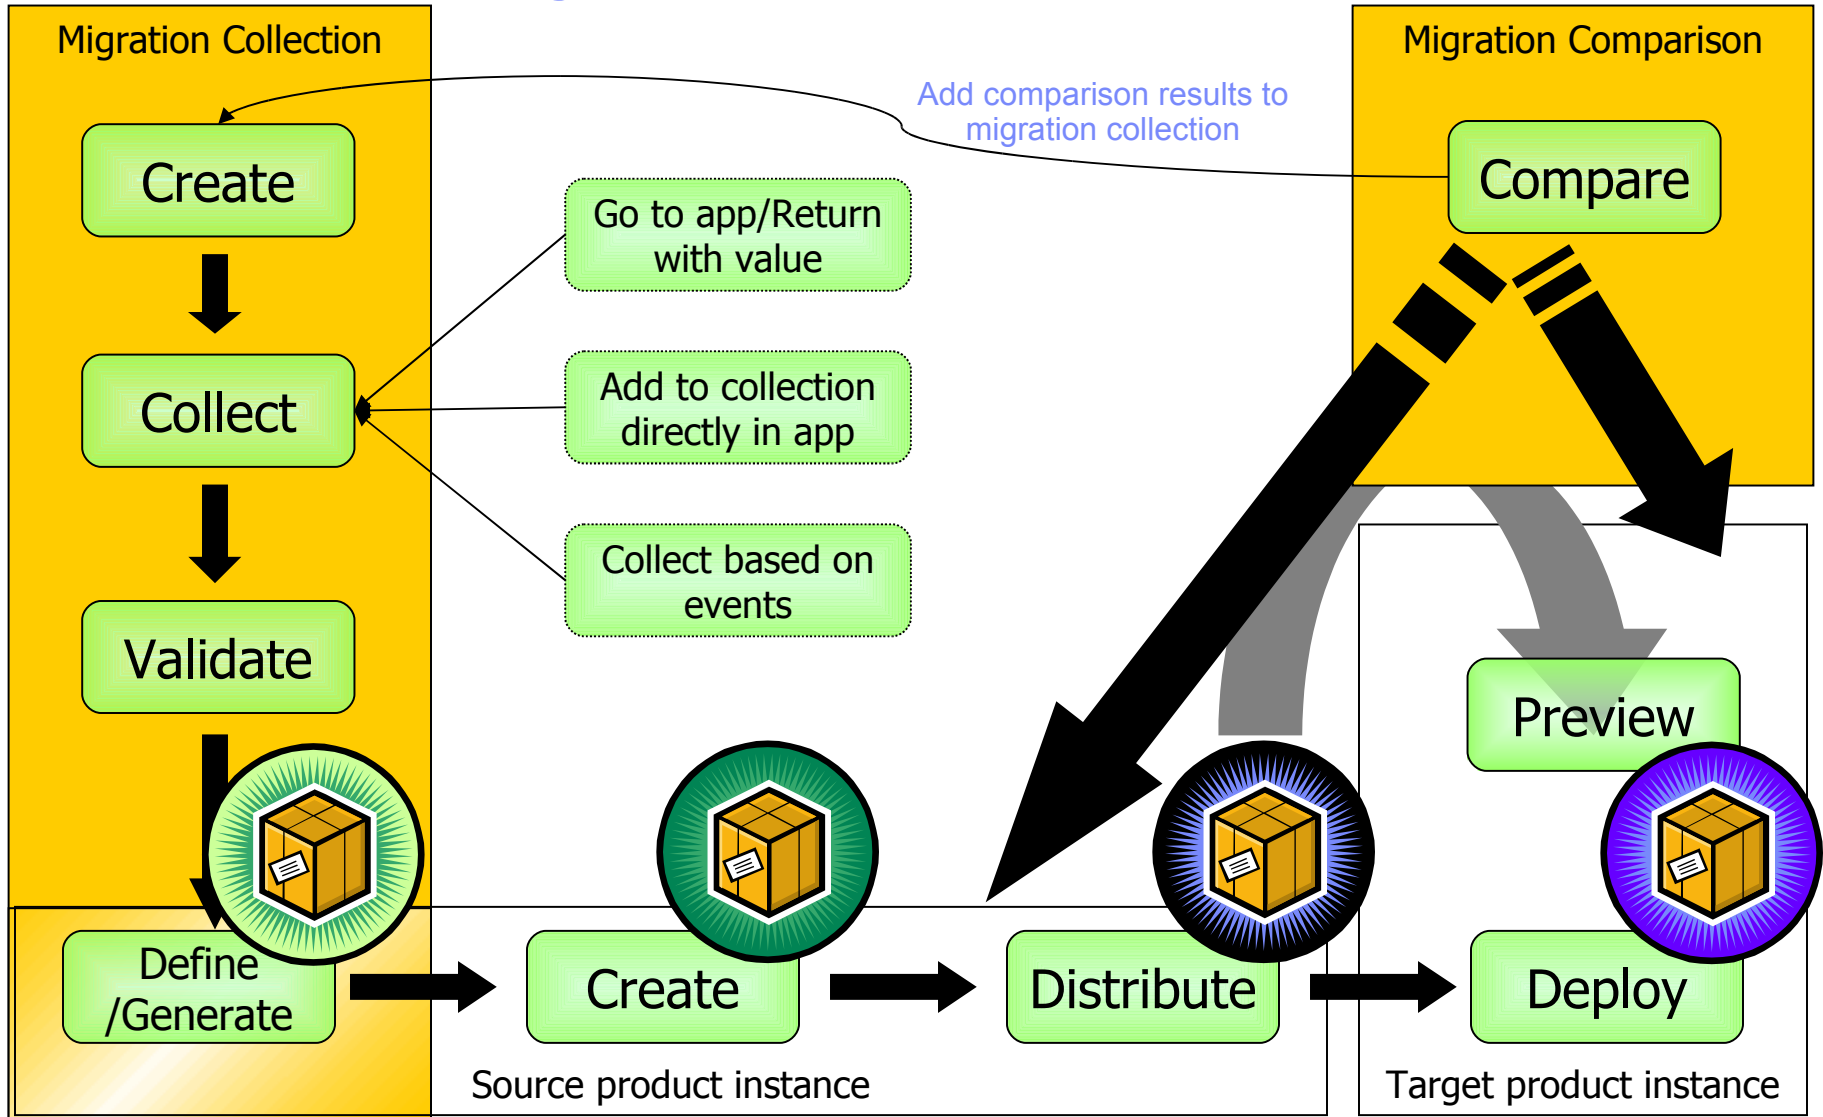 Migration Collection
Migration Comparison
Add comparison results to
migration collection
Create
Compare
Go to app/Return
with value
Collect
Add to collection
directly in app
Collect based on
events
Validate
Preview
Define
/Generate
Create
Distribute
Deploy
Source product instance
Target product instance